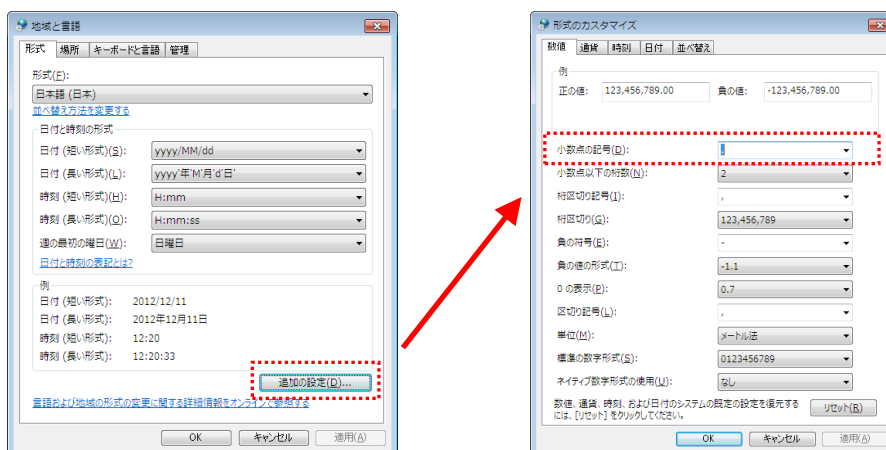 地域と言語
形式 場所 キーボードと言語 管理
形式(F):
日本語 (日本)
並べ替え方法を変更する
日付と時刻の形式
日付 (短い形式)(S): yyyy/MM/dd
日付 (長い形式)(L): yyyy'年'M'月'd'日'
時刻 (短い形式)(H): H:mm
時刻 (長い形式)(O): H:mm:ss
週の最初の曜日(W): 日曜日
日付と時刻の表記とは?
例
日付 (短い形式): 2012/12/11
日付 (長い形式): 2012年12月11日
時刻 (短い形式): 12:20
時刻 (長い形式): 12:20:33
追加の設定(D)...
言語および地域の形式の変更に関する詳細情報をオンラインで参照する
OK キャンセル 適用(A)
形式のカスタマイズ
数値 通貨 時刻 日付 並べ替え
例
正の値: 123,456,789.00 負の値: -123,456,789.00
小数点の記号(D): .
小数点以下の桁数(N): 2
桁区切り記号(I): ,
桁区切り(G): 123,456,789
負の符号(E): -
負の値の形式(T): -1.1
0 の表示(P): 0.7
区切り記号(L): ,
単位(M): メートル法
標準の数字形式(S): 0123456789
ネイティブ数字形式の使用(U): なし
数値、通貨、時刻、および日付のシステムの既定の設定を復元する
には、[リセット] をクリックしてください。
リセット(R)
OK キャンセル 適用(A)